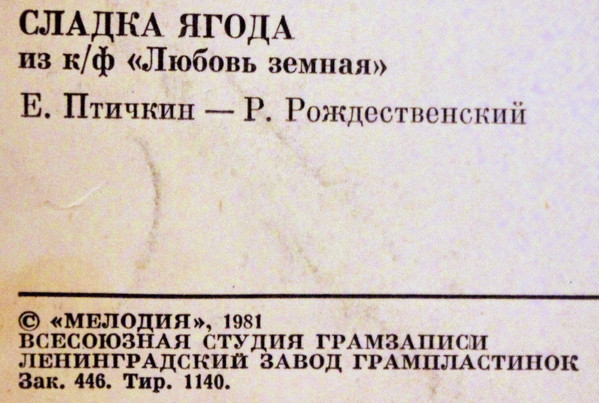 СЛАДКА ЯГОДА
из к/ф «Любовь земная»
Е. Птичкин — Р. Рождественский
© «МЕЛОДИЯ», 1981
ВСЕСОЮЗНАЯ СТУДИЯ ГРАМЗАПИСИ
ЛЕНИНГРАДСКИЙ ЗАВОД ГРАМПЛАСТИНОК
Зак. 446. Тир. 1140.